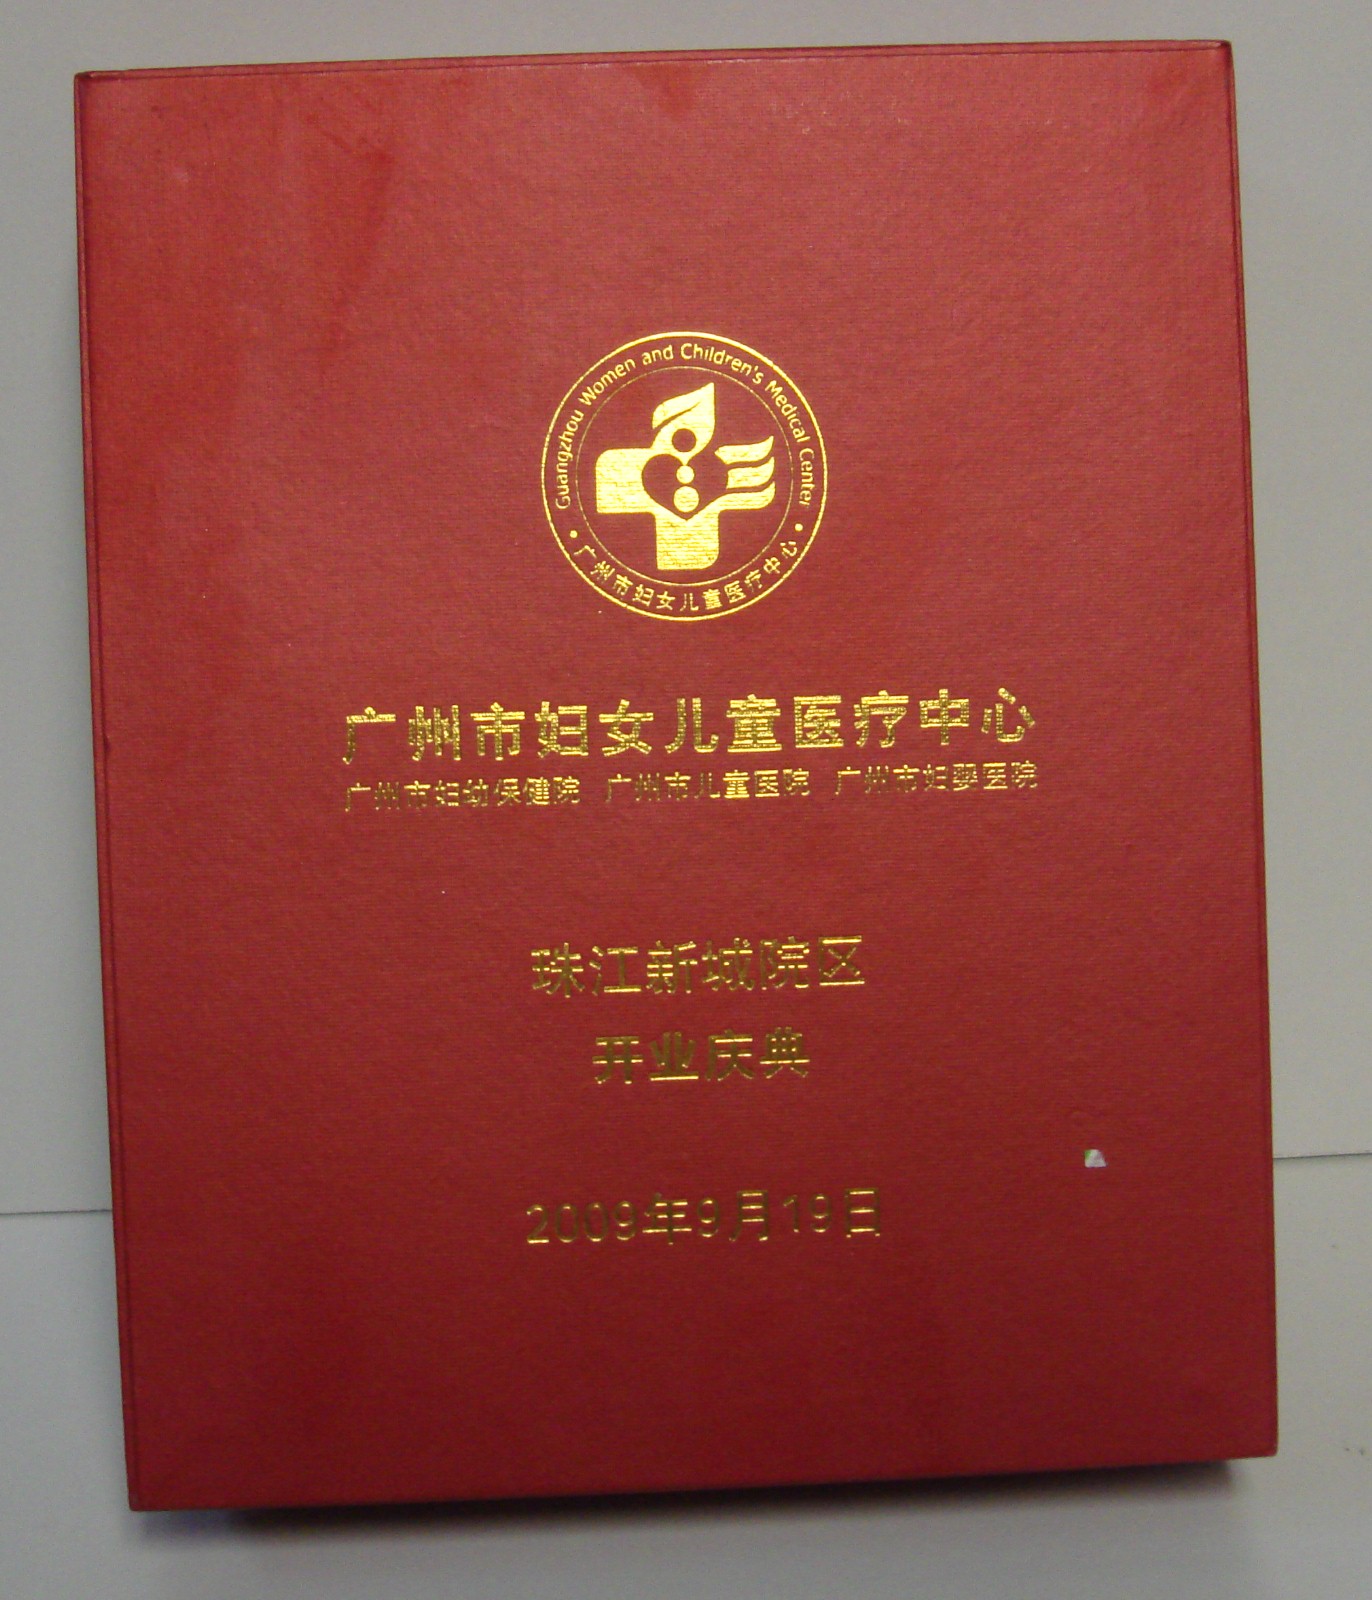 Guangzhou Women and Children's Medical Center
广州市妇女儿童医疗中心
广州市妇女儿童医疗中心
广州市妇幼保健院 广州市儿童医院 广州市妇婴医院
珠江新城院区
开业庆典
2009年9月19日